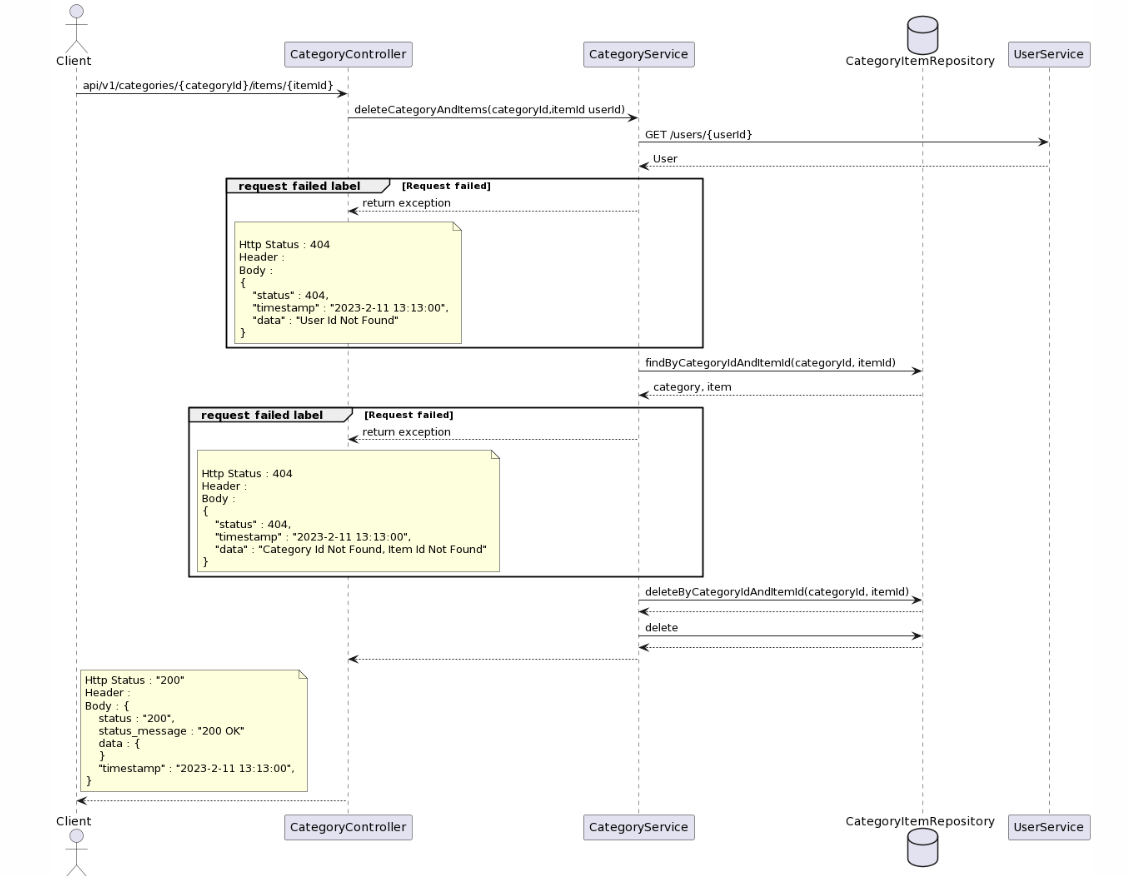 Client
CategoryController
CategoryService
CategoryItemRepository
UserService
api/v1/categories/{categoryId}/items/{itemId}
deleteCategoryAndItems(categoryId,itemId userId)
GET /users/{userId}
User
request failed label [Request failed]
return exception
Http Status : 404
Header :
Body :
{
"status" : 404,
"timestamp" : "2023-2-11 13:13:00",
"data" : "User Id Not Found"
}
findByCategoryIdAndItemId(categoryId, itemId)
category, item
request failed label [Request failed]
return exception
Http Status : 404
Header :
Body :
{
"status" : 404,
"timestamp" : "2023-2-11 13:13:00",
"data" : "Category Id Not Found, Item Id Not Found"
}
deleteByCategoryIdAndItemId(categoryId, itemId)
delete
Http Status : "200"
Header :
Body : {
status : "200",
status_message : "200 OK"
data : {
}
"timestamp" : "2023-2-11 13:13:00",
}
Client
CategoryController
CategoryService
CategoryItemRepository
UserService